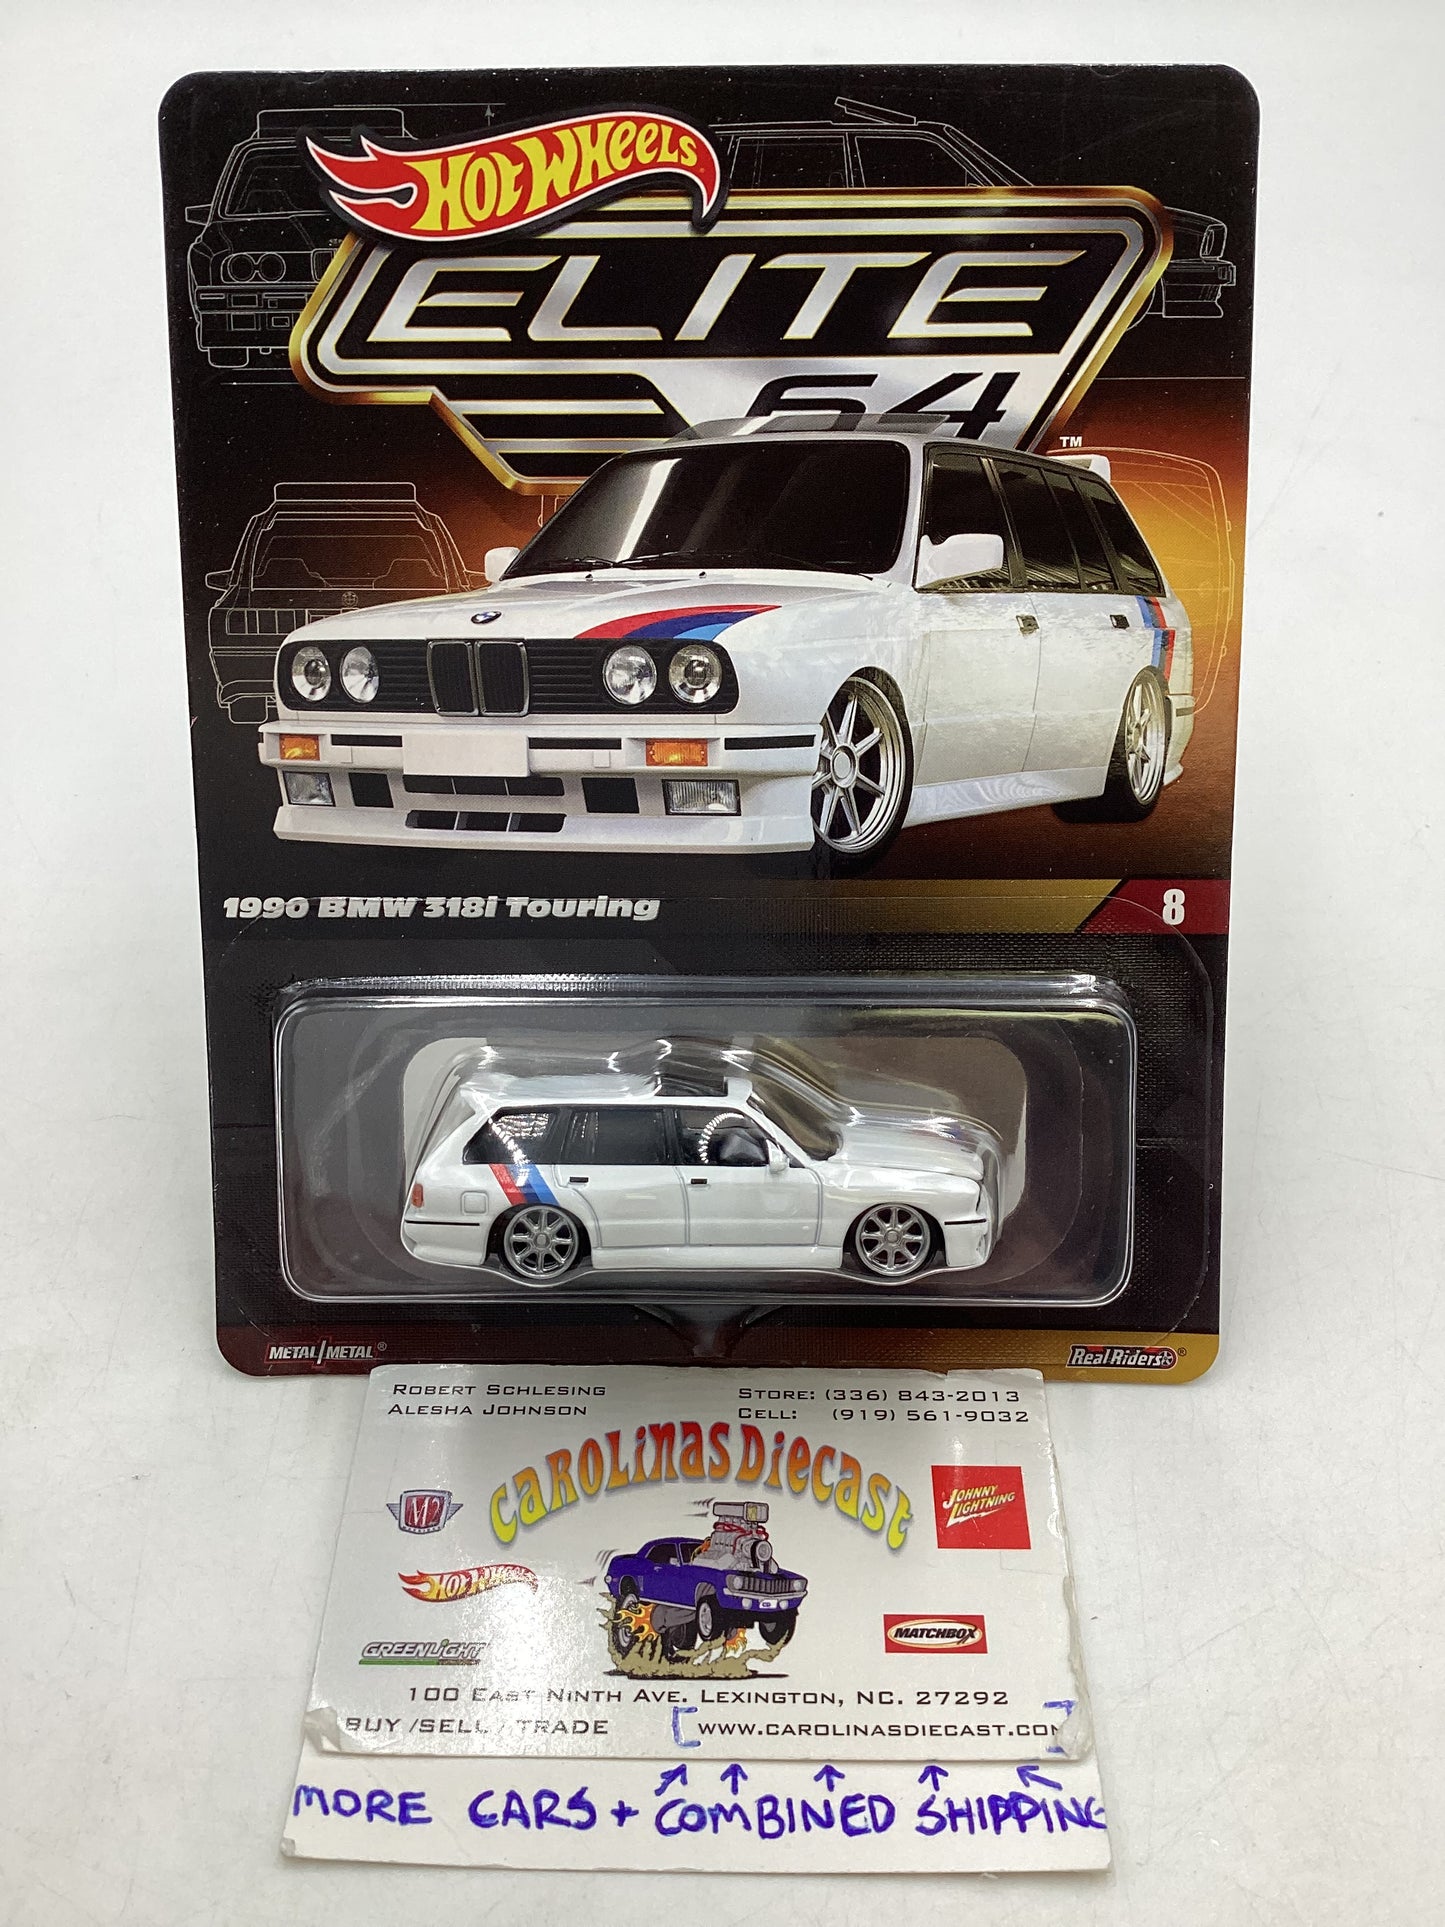 HOT WHEELS
ELITE
64
TM
1990 BMW 318i Touring
8
METAL/METAL®
Real Riders®
ROBERT SCHLESING
ALESHA JOHNSON
STORE: (336) 843-2013
CELL: (919) 561-9032
CAROLINAS DIECAST
M2
JOHNNY LIGHTNING
HOT WHEELS
GREENLIGHT
MATCHBOX
100 EAST NINTH AVE. LEXINGTON, NC. 27292
BUY /SELL / TRADE
[ WWW.CAROLINASDIECAST.COM ]
MORE CARS + COMBINED SHIPPING